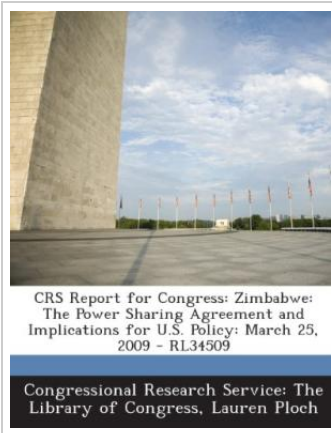 CRS Report for Congress: Zimbabwe:
The Power Sharing Agreement and
Implications for U.S. Policy: March 25,
2009 - RL34509
Congressional Research Service: The
Library of Congress, Lauren Ploch